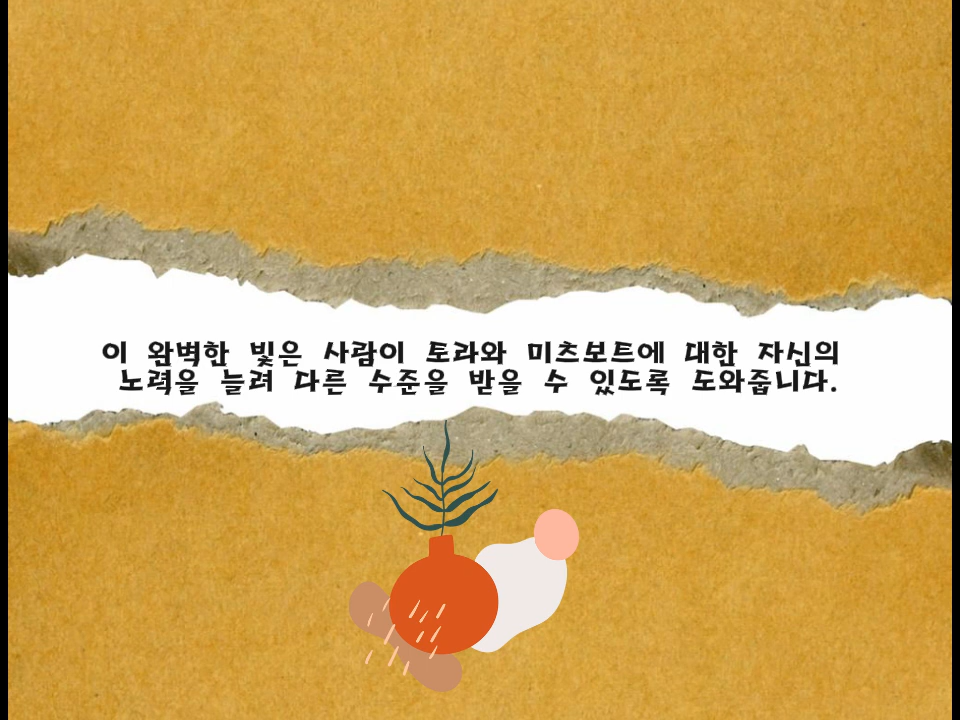 이 완벽한 빛은 사람이 토라와 미츠보트에 대한 자신의
노력을 늘려 다른 수준을 받을 수 있도록 도와줍니다.